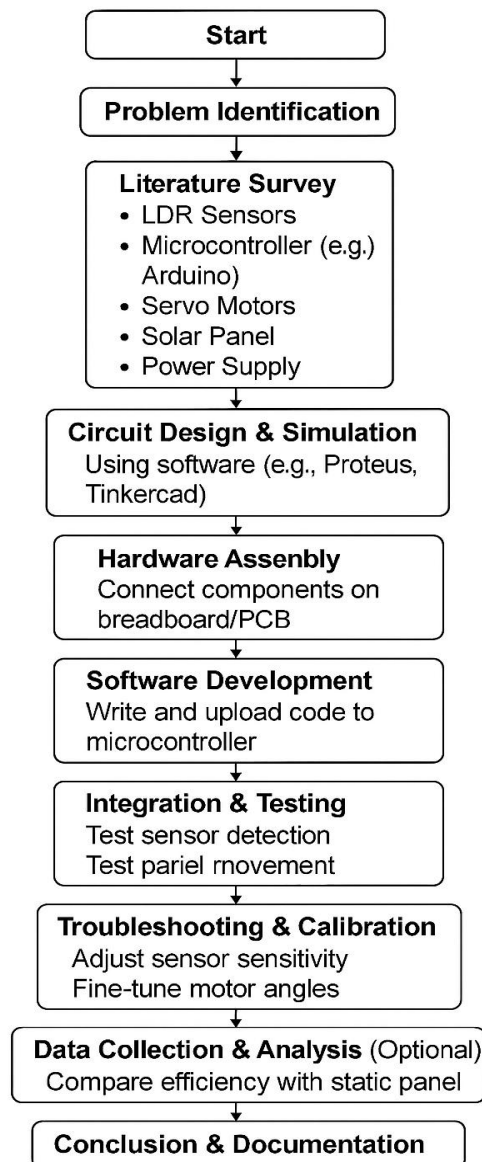 Start
Problem Identification
Literature Survey
• LDR Sensors
• Microcontroller (e.g.)
Arduino)
• Servo Motors
• Solar Panel
• Power Supply
Circuit Design & Simulation
Using software (e.g., Proteus,
Tinkercad)
Hardware Assenbly
Connect components on
breadboard/PCB
Software Development
Write and upload code to
microcontroller
Integration & Testing
Test sensor detection
Test pariel rnovement
Troubleshooting & Calibration
Adjust sensor sensitivity
Fine-tune motor angles
Data Collection & Analysis (Optional)
Compare efficiency with static panel
Conclusion & Documentation